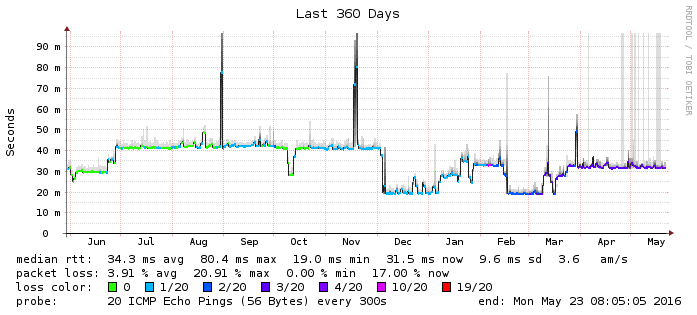 Last 360 Days
RRDTOOL / TOBI OETIKER
Seconds
90 m
80 m
70 m
60 m
50 m
40 m
30 m
20 m
10 m
0
Jun Jul Aug Sep Oct Nov Dec Jan Feb Mar Apr May
median rtt: 34.3 ms avg 80.4 ms max 19.0 ms min 31.5 ms now 9.6 ms sd 3.6 am/s
packet loss: 3.91 % avg 20.91 % max 0.00 % min 17.00 % now
loss color: 0 1/20 2/20 3/20 4/20 10/20 19/20
probe: 20 ICMP Echo Pings (56 Bytes) every 300s end: Mon May 23 08:05:05 2016